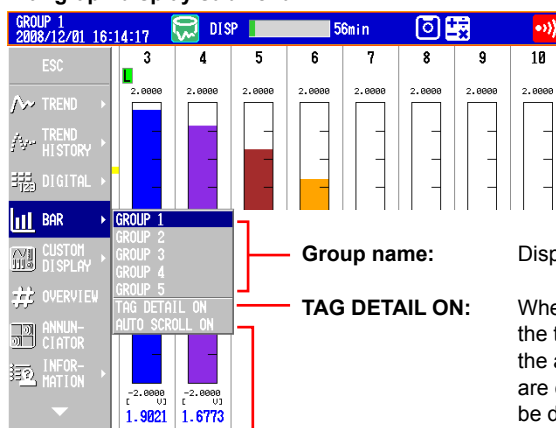 GROUP 1
2008/12/01 16:14:17
DISP
56min
ESC
TREND
TREND
HISTORY
DIGITAL
BAR
CUSTOM
DISPLAY
OVERVIEW
ANNUN-
CIATOR
INFOR-
MATION
3 4 5 6 7 8 9 10
L
2.0000 2.0000 2.0000 2.0000 2.0000 2.0000 2.0000 2.0000
GROUP 1
GROUP 2
GROUP 3
GROUP 4
GROUP 5
TAG DETAIL ON
AUTO SCROLL ON
-2.0000 -2.0000
[ V] [ V]
1.9021 1.6773
Group name:
TAG DETAIL ON: